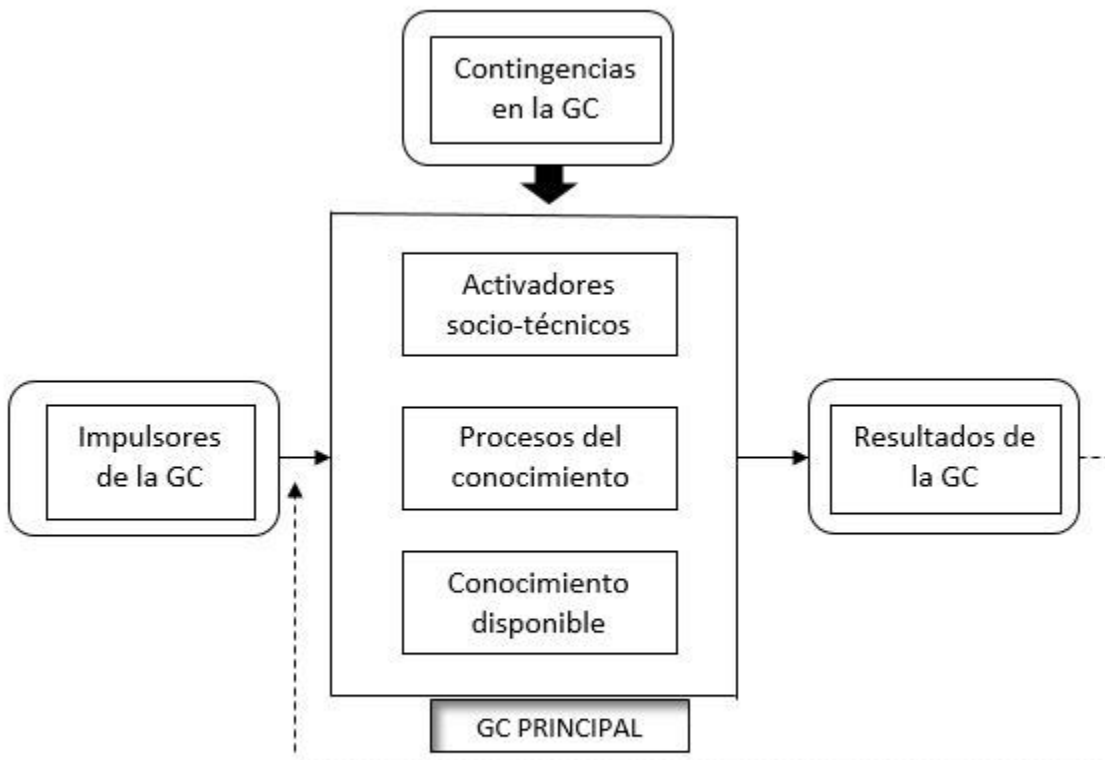 Contingencias
en la GC
Activadores
socio-técnicos
Impulsores
de la GC
Procesos del
conocimiento
Resultados de
la GC
Conocimiento
disponible
GC PRINCIPAL